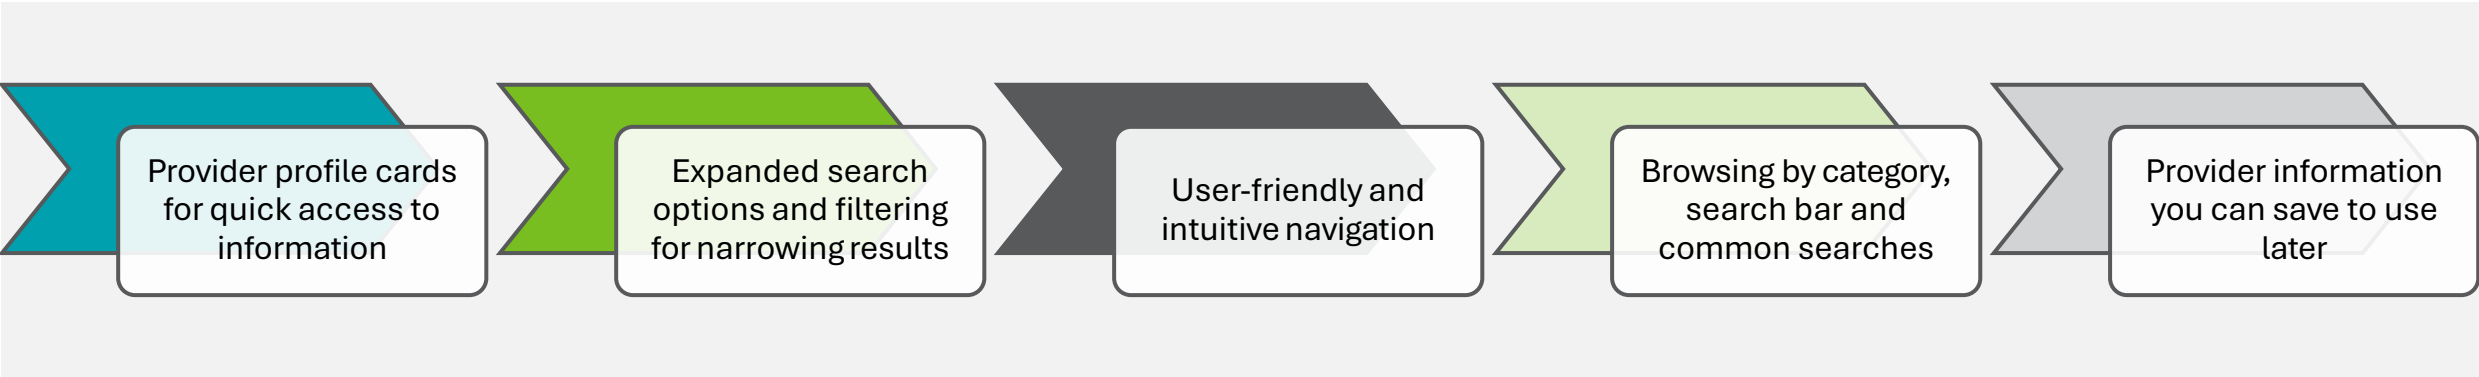 Provider profile cards
for quick access to
information
Expanded search
options and filtering
for narrowing results
User-friendly and
intuitive navigation
Browsing by category,
search bar and
common searches
Provider information
you can save to use
later